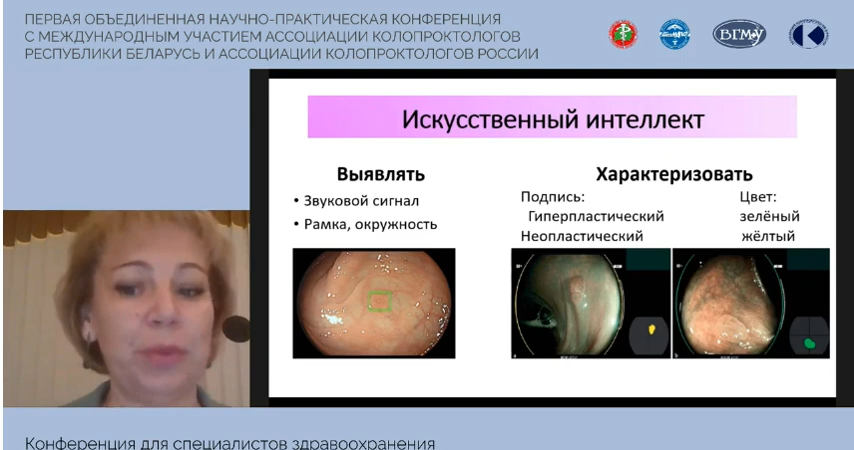 ПЕРВАЯ ОБЪЕДИНЕННАЯ НАУЧНО-ПРАКТИЧЕСКАЯ КОНФЕРЕНЦИЯ
С МЕЖДУНАРОДНЫМ УЧАСТИЕМ АССОЦИАЦИИ КОЛОПРОКТОЛОГОВ
РЕСПУБЛИКИ БЕЛАРУСЬ И АССОЦИАЦИИ КОЛОПРОКТОЛОГОВ РОССИИ
ВГМУ
Искусственный интеллект
Выявлять
• Звуковой сигнал
• Рамка, окружность
Характеризовать
Подпись:
Гиперпластический
Неопластический
Цвет:
зелёный
жёлтый
Конференция для специалистов здравоохранения